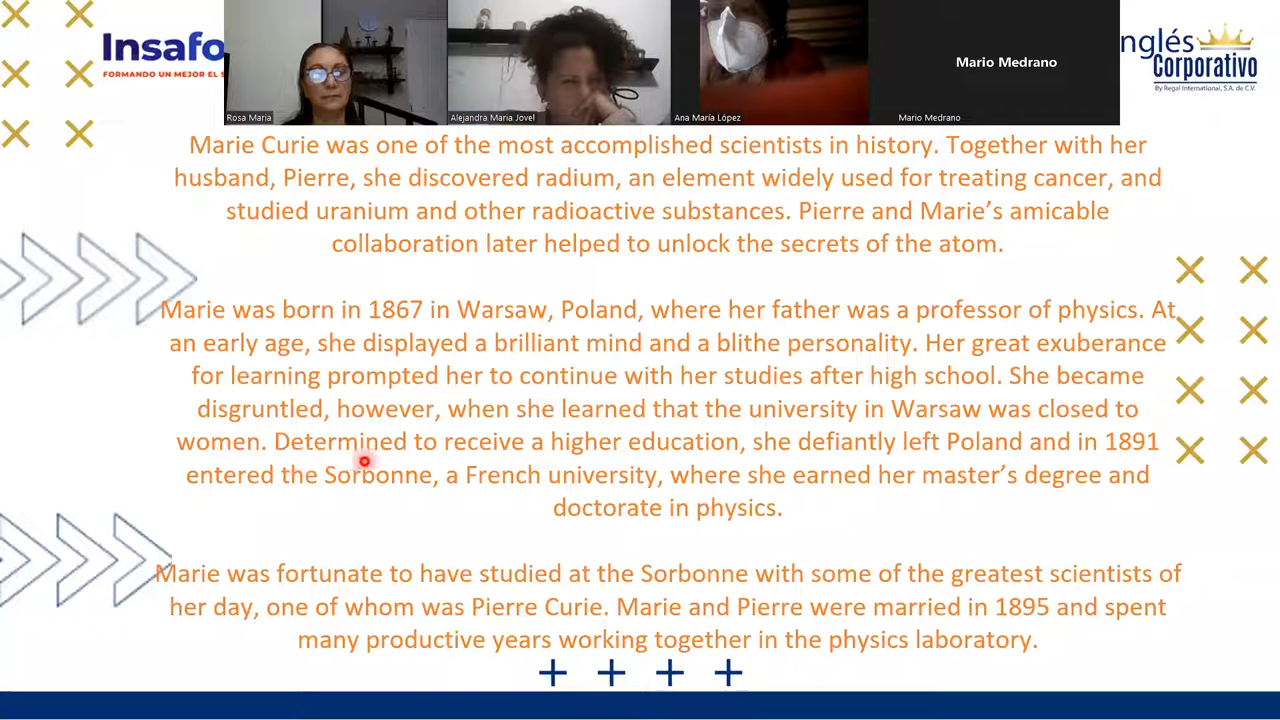 Insafo
FORMANDO UN MEJOR EL S
Rosa Maria
Alejandra Maria Jovel
Ana María López
Mario Medrano
Mario Medrano
nglés
Corporativo
By Regal International, S.A. de C.V.
Marie Curie was one of the most accomplished scientists in history. Together with her
husband, Pierre, she discovered radium, an element widely used for treating cancer, and
studied uranium and other radioactive substances. Pierre and Marie’s amicable
collaboration later helped to unlock the secrets of the atom.
Marie was born in 1867 in Warsaw, Poland, where her father was a professor of physics. At
an early age, she displayed a brilliant mind and a blithe personality. Her great exuberance
for learning prompted her to continue with her studies after high school. She became
disgruntled, however, when she learned that the university in Warsaw was closed to
women. Determined to receive a higher education, she defiantly left Poland and in 1891
entered the Sorbonne, a French university, where she earned her master’s degree and
doctorate in physics.
Marie was fortunate to have studied at the Sorbonne with some of the greatest scientists of
her day, one of whom was Pierre Curie. Marie and Pierre were married in 1895 and spent
many productive years working together in the physics laboratory.